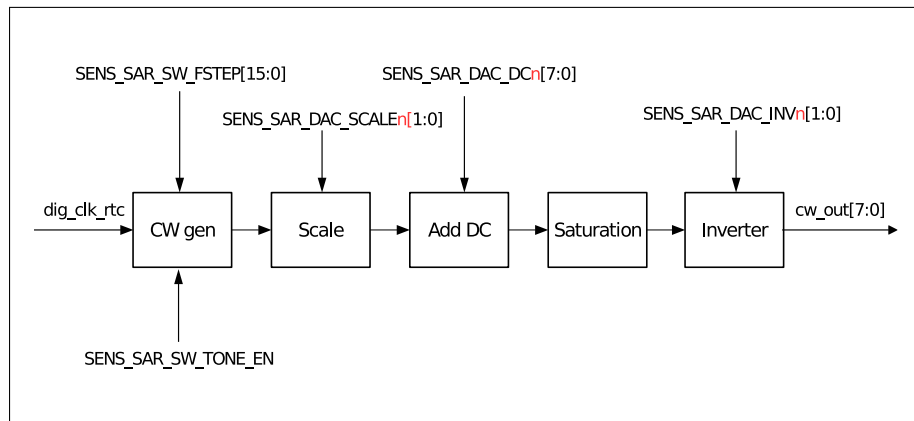 SENS_SAR_SW_FSTEP[15:0]
SENS_SAR_DAC_DCn[7:0]
SENS_SAR_DAC_SCALEn[1:0]
SENS_SAR_DAC_INVn[1:0]
dig_clk_rtc
CW gen
Scale
Add DC
Saturation
Inverter
cw_out[7:0]
SENS_SAR_SW_TONE_EN